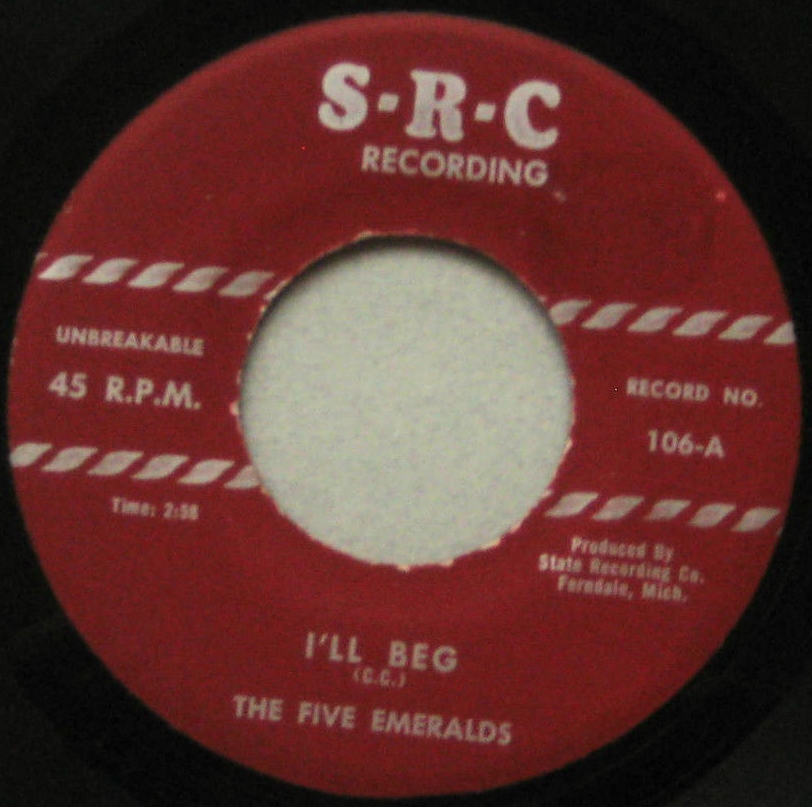 S-R-C
RECORDING
UNBREAKABLE
45 R.P.M.
RECORD NO.
106-A
Time: 2:58
Produced By
State Recording Co.
Ferndale, Mich.
I'LL BEG
(C.C.)
THE FIVE EMERALDS